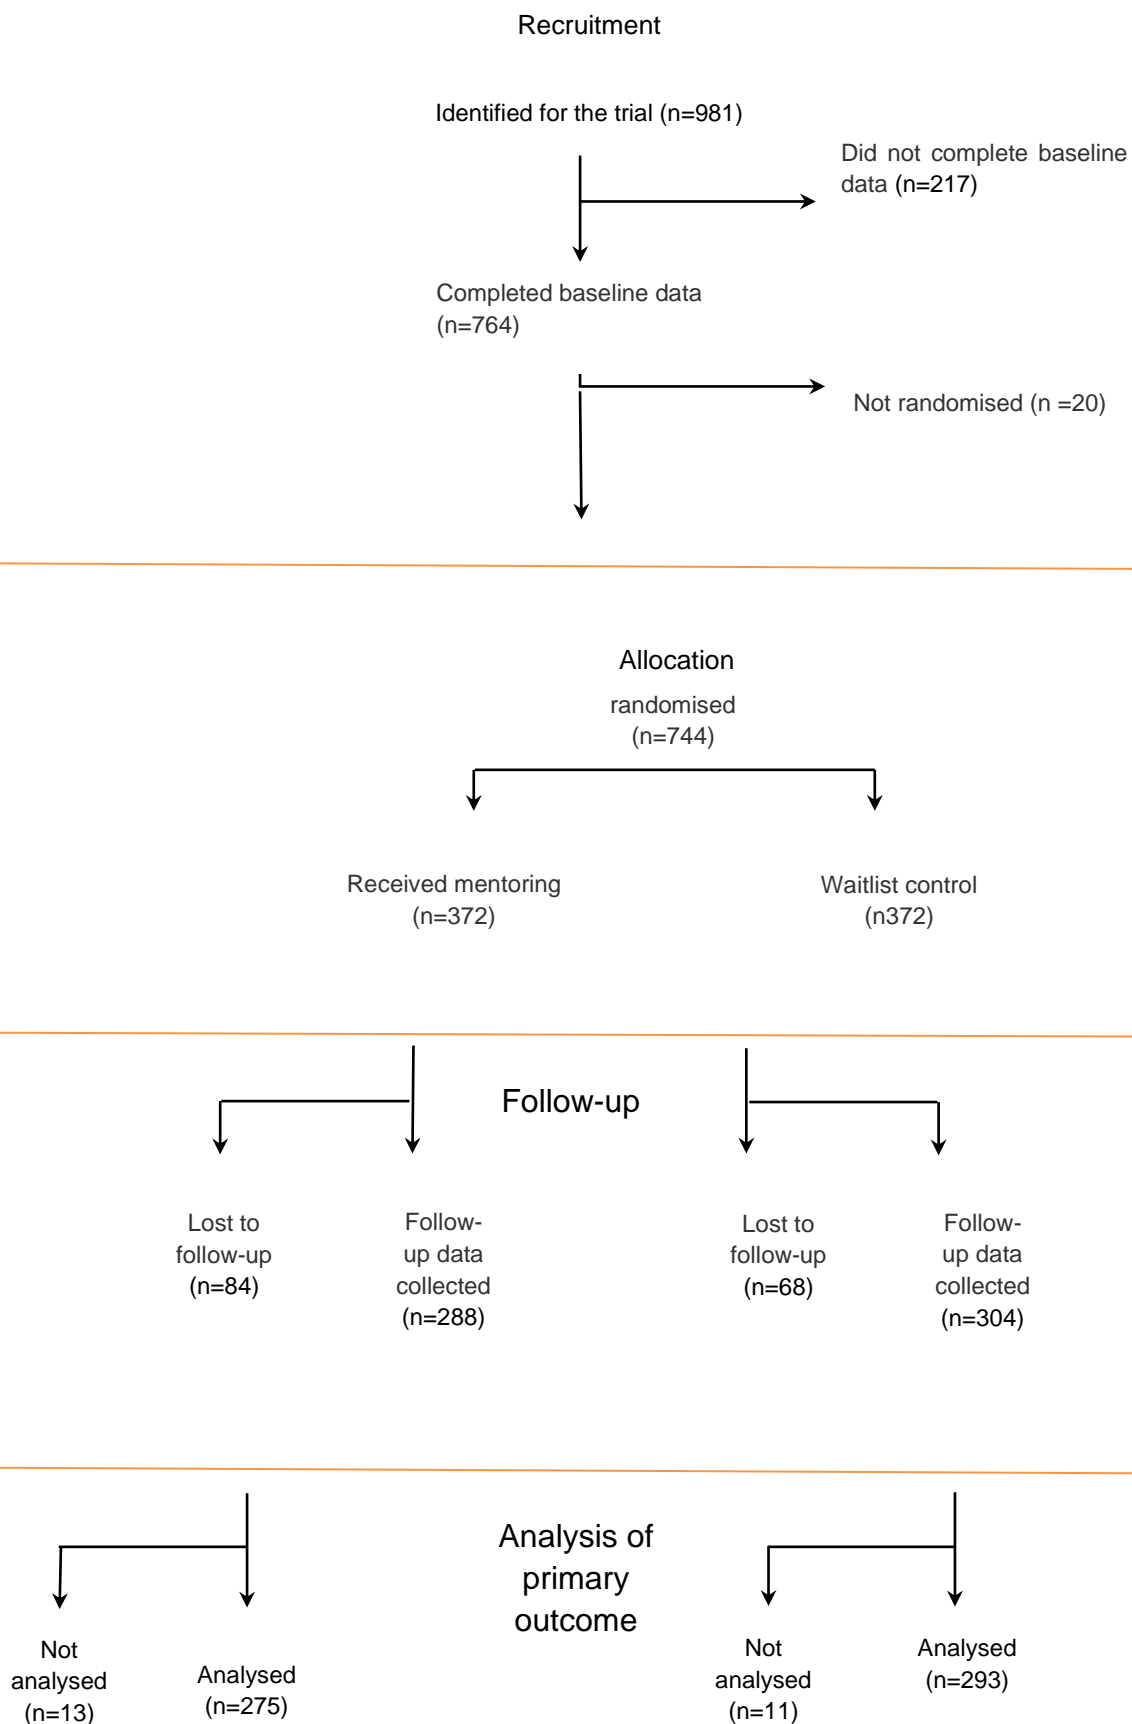 Recruitment
Identified for the trial (n=981)
Did not complete baseline
data (n=217)
Completed baseline data
(n=764)
Not randomised (n =20)
Allocation
randomised
(n=744)
Received mentoring
(n=372)
Waitlist control
(n372)
Follow-up
Lost to
follow-up
(n=84)
Follow-
up data
collected
(n=288)
Lost to
follow-up
(n=68)
Follow-
up data
collected
(n=304)
Analysis of
primary
outcome
Not
analysed
(n=13)
Analysed
(n=275)
Not
analysed
(n=11)
Analysed
(n=293)